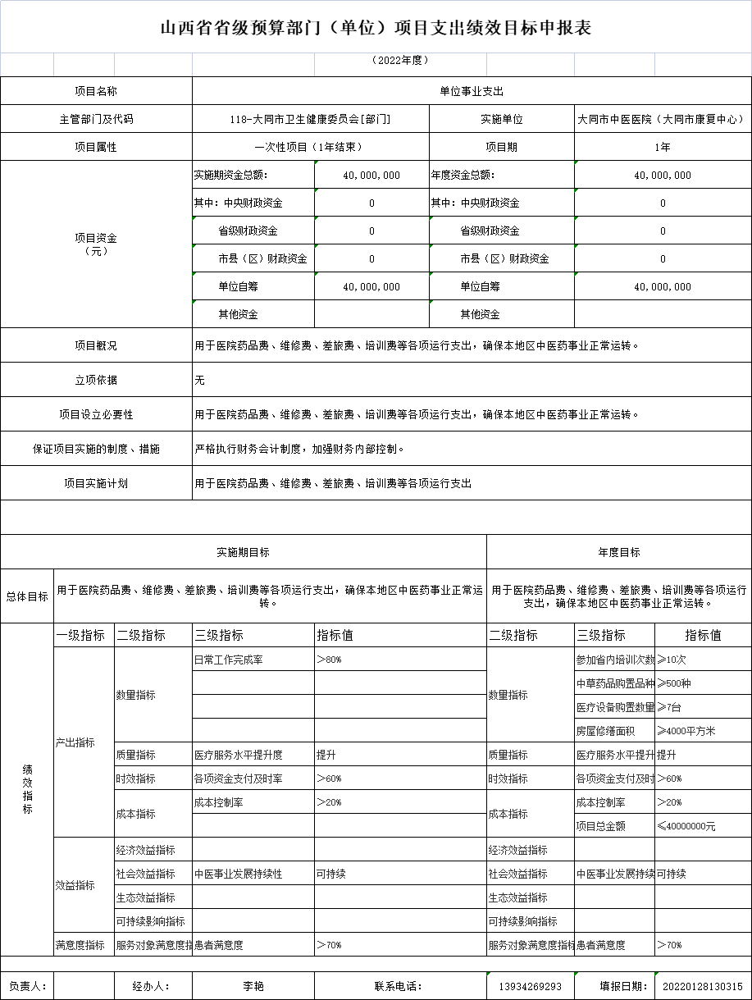 山西省省级预算部门（单位）项目支出绩效目标申报表
（2022年度）
项目名称 单位事业支出
主管部门及代码 118-大同市卫生健康委员会[部门] 实施单位 大同市中医医院（大同市康复中心）
项目属性 一次性项目（1年结束） 项目期 1年
项目资金
（元）
实施期资金总额： 40,000,000 年度资金总额： 40,000,000
其中：中央财政资金 0 其中：中央财政资金 0
省级财政资金 0 省级财政资金 0
市县（区）财政资金 0 市县（区）财政资金 0
单位自筹 40,000,000 单位自筹 40,000,000
其他资金 其他资金
项目概况 用于医院药品费、维修费、差旅费、培训费等各项运行支出，确保本地区中医药事业正常运转。
立项依据 无
项目设立必要性 用于医院药品费、维修费、差旅费、培训费等各项运行支出，确保本地区中医药事业正常运转。
保证项目实施的制度、措施 严格执行财务会计制度，加强财务内部控制。
项目实施计划 用于医院药品费、维修费、差旅费、培训费等各项运行支出
实施期目标 年度目标
总体目标
用于医院药品费、维修费、差旅费、培训费等各项运行支出，确保本地区中医药事业正常运
转。
用于医院药品费、维修费、差旅费、培训费等各项运行
支出，确保本地区中医药事业正常运转。
绩
效
指
标
一级指标 二级指标 三级指标 指标值 二级指标 三级指标 指标值
产出指标
数量指标 日常工作完成率 ＞80% 数量指标 参加省内培训次数 ≥10次
中草药品购置品种 ≥500种
医疗设备购置数量 ≥7台
房屋修缮面积 ≥4000平方米
质量指标 医疗服务水平提升度 提升 质量指标 医疗服务水平提升 提升
时效指标 各项资金支付及时率 ＞60% 时效指标 各项资金支付及时 ＞60%
成本指标 成本控制率 ＞20% 成本指标 成本控制率 ＞20%
项目总金额 ≤40000000元
效益指标
经济效益指标 经济效益指标
社会效益指标 中医事业发展持续性 可持续 社会效益指标 中医事业发展持续 可持续
生态效益指标 生态效益指标
可持续影响指标 可持续影响指标
满意度指标 服务对象满意度指 患者满意度 ＞70% 服务对象满意度指标 患者满意度 ＞70%
负责人： 经办人： 李艳 联系电话： 13934269293 填报日期： 20220128130315